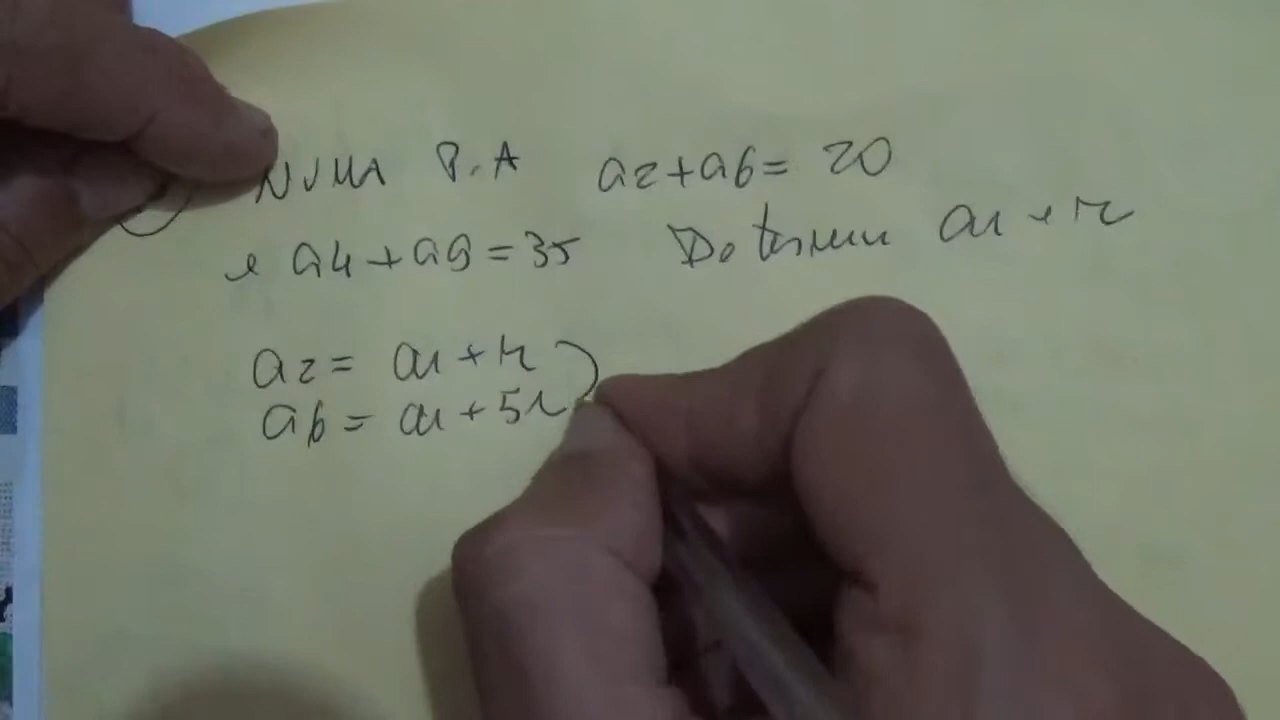 NUMA P.A a2+a6= 20
e a4+a9=35 Determine a1 e r
a2= a1+r
a6= a1+5r